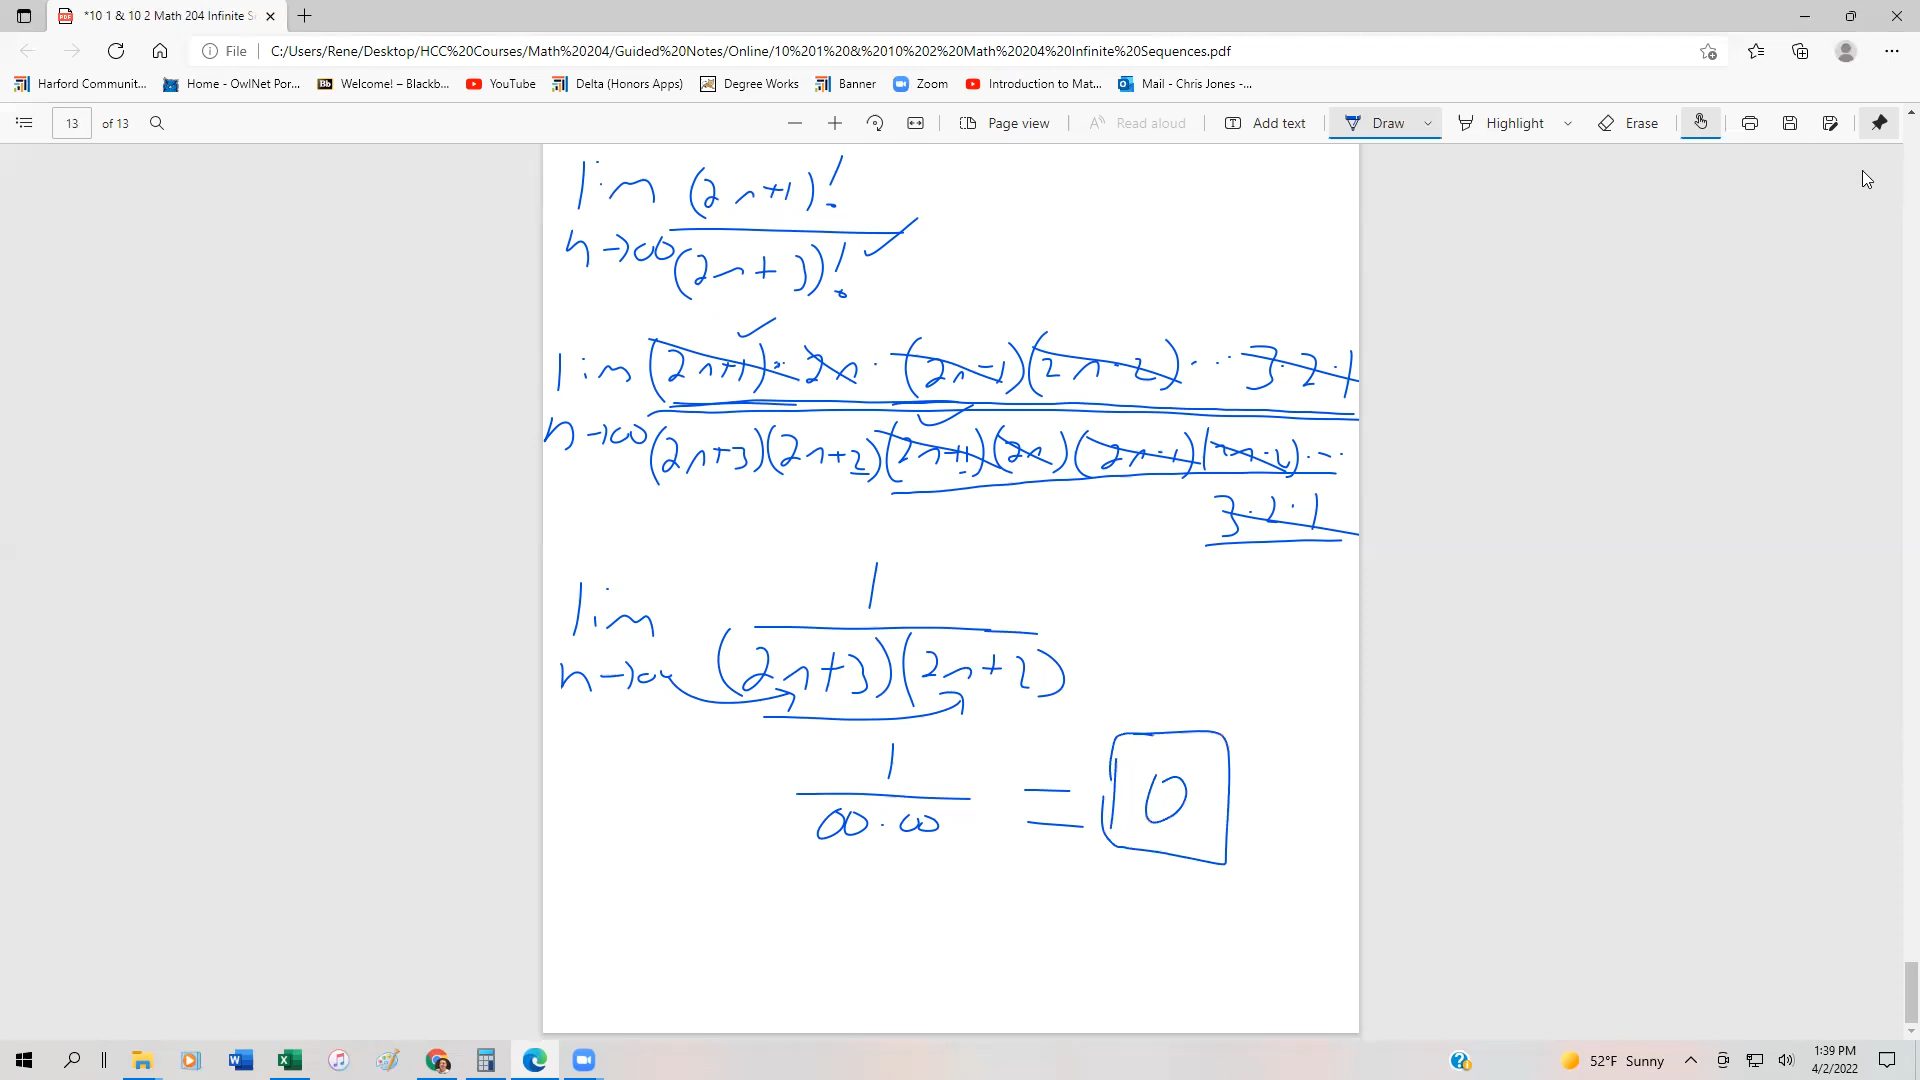 *10 1 & 10 2 Math 204 Infinite S
File C:/Users/Rene/Desktop/HCC%20Courses/Math%20204/Guided%20Notes/Online/10%201%20&%2010%202%20Math%20204%20Infinite%20Sequences.pdf
Harford Communit... Home - OwlNet Por... Bb Welcome! – Blackb... YouTube Delta (Honors Apps) Degree Works Banner Zoom Introduction to Mat... Mail - Chris Jones -...
13 of 13 Page view Read aloud Add text Draw Highlight Erase
lim (2n+1)!
n→∞ (2n+3)! ✓
✓
lim (2n+1)·2n·(2n-1)(2n-2)···3·2·1
n→∞ (2n+3)(2n+2)(2n+1)(2n)(2n-1)(2n-2)···
3·2·1
1
lim
n→∞ (2n+3)(2n+2)
1
∞·∞ = 0
52°F Sunny 1:39 PM
4/2/2022